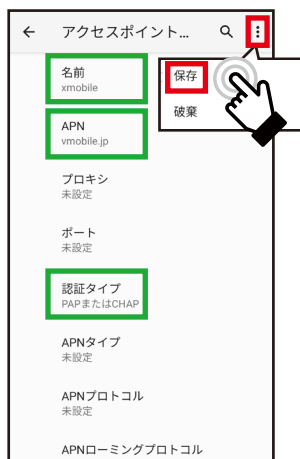 アクセスポイント...
名前
xmobile
保存
破棄
APN
vmobile.jp
プロキシ
未設定
ポート
未設定
認証タイプ
PAPまたはCHAP
APNタイプ
未設定
APNプロトコル
未設定
APNローミングプロトコル